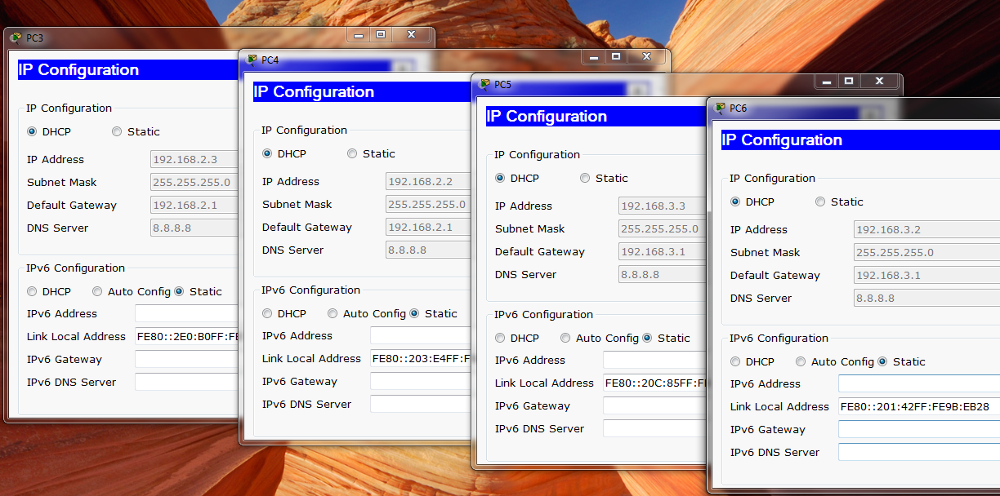 PC3
IP Configuration
IP Configuration
DHCP Static
IP Address 192.168.2.3
Subnet Mask 255.255.255.0
Default Gateway 192.168.2.1
DNS Server 8.8.8.8
IPv6 Configuration
DHCP Auto Config Static
IPv6 Address
Link Local Address FE80::2E0:B0FF:FE
IPv6 Gateway
IPv6 DNS Server
PC4
IP Configuration
IP Configuration
DHCP Static
IP Address 192.168.2.2
Subnet Mask 255.255.255.0
Default Gateway 192.168.2.1
DNS Server 8.8.8.8
IPv6 Configuration
DHCP Auto Config Static
IPv6 Address
Link Local Address FE80::203:E4FF:F
IPv6 Gateway
IPv6 DNS Server
PC5
IP Configuration
IP Configuration
DHCP Static
IP Address 192.168.3.3
Subnet Mask 255.255.255.0
Default Gateway 192.168.3.1
DNS Server 8.8.8.8
IPv6 Configuration
DHCP Auto Config Static
IPv6 Address
Link Local Address FE80::20C:85FF:F
IPv6 Gateway
IPv6 DNS Server
PC6
IP Configuration
IP Configuration
DHCP Static
IP Address 192.168.3.2
Subnet Mask 255.255.255.0
Default Gateway 192.168.3.1
DNS Server 8.8.8.8
IPv6 Configuration
DHCP Auto Config Static
IPv6 Address
Link Local Address FE80::201:42FF:FE9B:EB28
IPv6 Gateway
IPv6 DNS Server